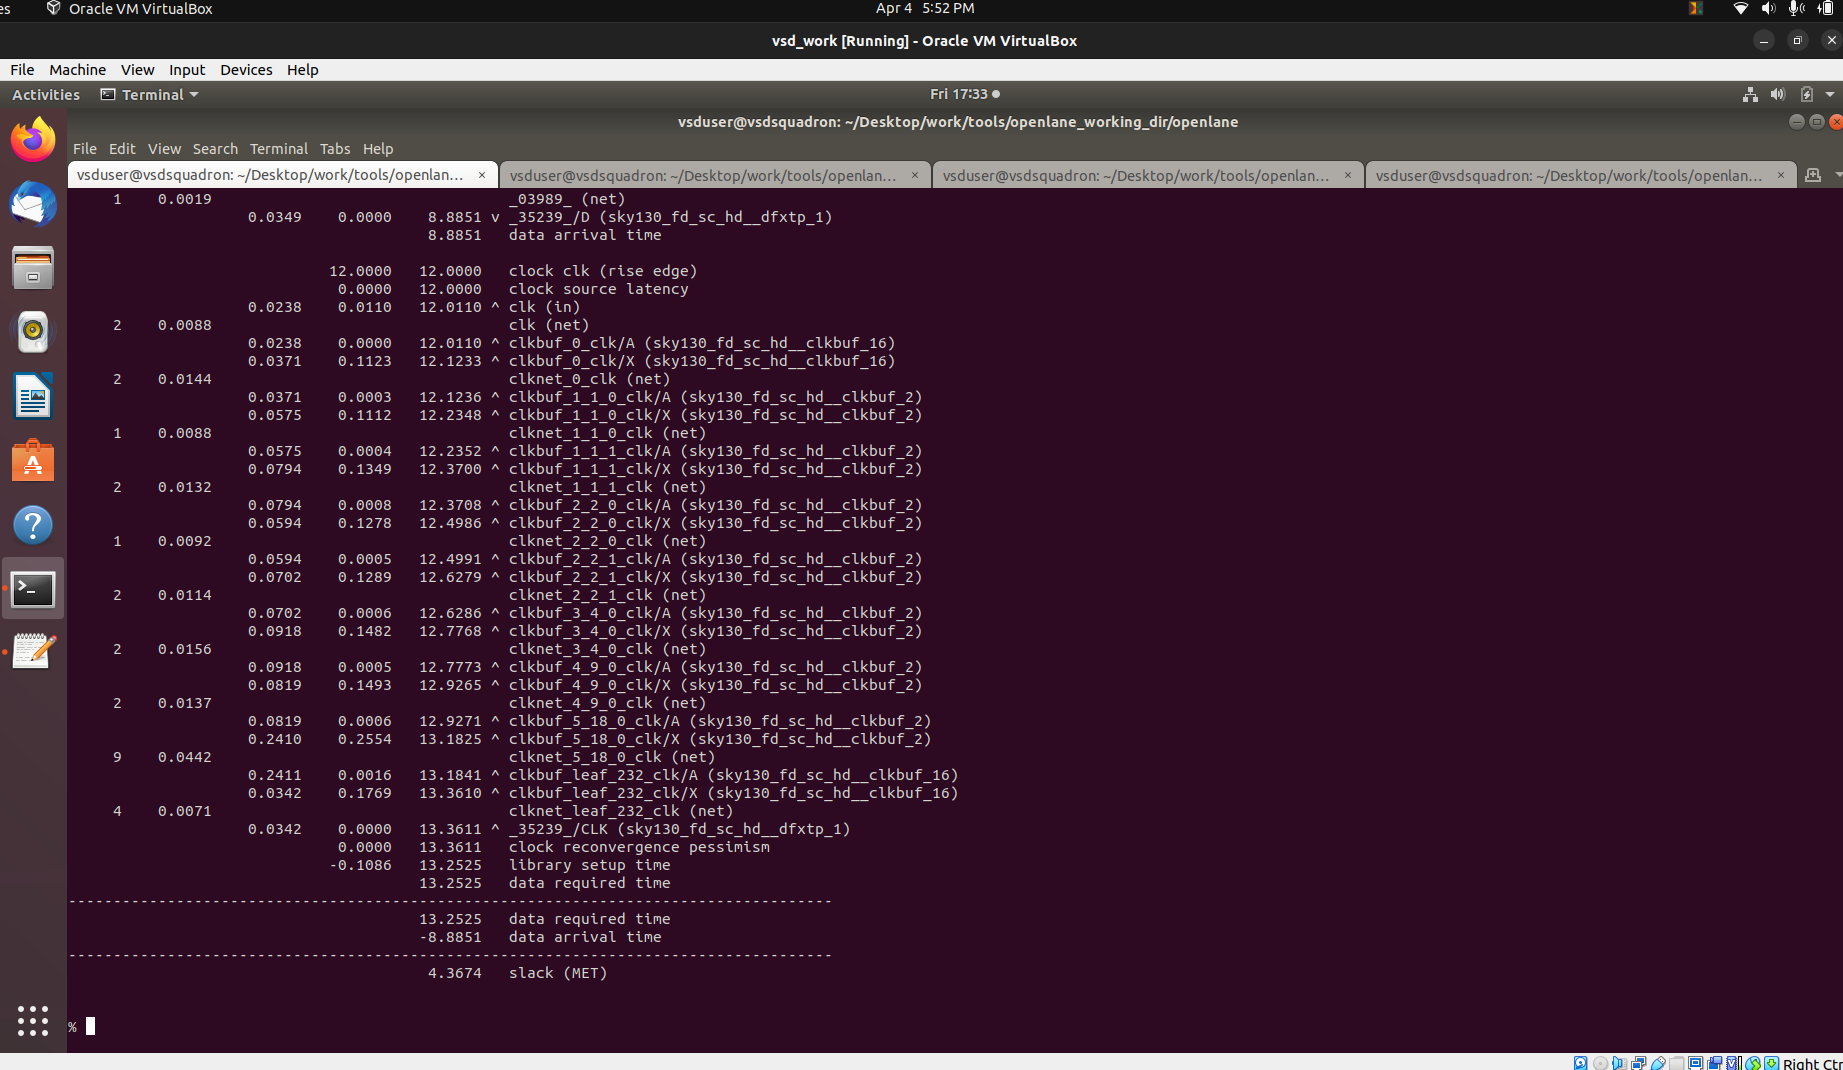 es Oracle VM VirtualBox Apr 4 5:52 PM
vsd_work [Running] - Oracle VM VirtualBox
File Machine View Input Devices Help
Activities Terminal Fri 17:33
vsduser@vsdsquadron: ~/Desktop/work/tools/openlane_working_dir/openlane
File Edit View Search Terminal Tabs Help
vsduser@vsdsquadron: ~/Desktop/work/tools/openlan... × vsduser@vsdsquadron: ~/Desktop/work/tools/openlan... × vsduser@vsdsquadron: ~/Desktop/work/tools/openlan... × vsduser@vsdsquadron: ~/Desktop/work/tools/openlan... ×
1 0.0019 _03989_ (net)
0.0349 0.0000 8.8851 v _35239_/D (sky130_fd_sc_hd__dfxtp_1)
8.8851 data arrival time
12.0000 12.0000 clock clk (rise edge)
0.0000 12.0000 clock source latency
0.0238 0.0110 12.0110 ^ clk (in)
2 0.0088 clk (net)
0.0238 0.0000 12.0110 ^ clkbuf_0_clk/A (sky130_fd_sc_hd__clkbuf_16)
0.0371 0.1123 12.1233 ^ clkbuf_0_clk/X (sky130_fd_sc_hd__clkbuf_16)
2 0.0144 clknet_0_clk (net)
0.0371 0.0003 12.1236 ^ clkbuf_1_1_0_clk/A (sky130_fd_sc_hd__clkbuf_2)
0.0575 0.1112 12.2348 ^ clkbuf_1_1_0_clk/X (sky130_fd_sc_hd__clkbuf_2)
1 0.0088 clknet_1_1_0_clk (net)
0.0575 0.0004 12.2352 ^ clkbuf_1_1_1_clk/A (sky130_fd_sc_hd__clkbuf_2)
0.0794 0.1349 12.3700 ^ clkbuf_1_1_1_clk/X (sky130_fd_sc_hd__clkbuf_2)
2 0.0132 clknet_1_1_1_clk (net)
0.0794 0.0008 12.3708 ^ clkbuf_2_2_0_clk/A (sky130_fd_sc_hd__clkbuf_2)
0.0594 0.1278 12.4986 ^ clkbuf_2_2_0_clk/X (sky130_fd_sc_hd__clkbuf_2)
1 0.0092 clknet_2_2_0_clk (net)
0.0594 0.0005 12.4991 ^ clkbuf_2_2_1_clk/A (sky130_fd_sc_hd__clkbuf_2)
0.0702 0.1289 12.6279 ^ clkbuf_2_2_1_clk/X (sky130_fd_sc_hd__clkbuf_2)
2 0.0114 clknet_2_2_1_clk (net)
0.0702 0.0006 12.6286 ^ clkbuf_3_4_0_clk/A (sky130_fd_sc_hd__clkbuf_2)
0.0918 0.1482 12.7768 ^ clkbuf_3_4_0_clk/X (sky130_fd_sc_hd__clkbuf_2)
2 0.0156 clknet_3_4_0_clk (net)
0.0918 0.0005 12.7773 ^ clkbuf_4_9_0_clk/A (sky130_fd_sc_hd__clkbuf_2)
0.0819 0.1493 12.9265 ^ clkbuf_4_9_0_clk/X (sky130_fd_sc_hd__clkbuf_2)
2 0.0137 clknet_4_9_0_clk (net)
0.0819 0.0006 12.9271 ^ clkbuf_5_18_0_clk/A (sky130_fd_sc_hd__clkbuf_2)
0.2410 0.2554 13.1825 ^ clkbuf_5_18_0_clk/X (sky130_fd_sc_hd__clkbuf_2)
9 0.0442 clknet_5_18_0_clk (net)
0.2411 0.0016 13.1841 ^ clkbuf_leaf_232_clk/A (sky130_fd_sc_hd__clkbuf_16)
0.0342 0.1769 13.3610 ^ clkbuf_leaf_232_clk/X (sky130_fd_sc_hd__clkbuf_16)
4 0.0071 clknet_leaf_232_clk (net)
0.0342 0.0000 13.3611 ^ _35239_/CLK (sky130_fd_sc_hd__dfxtp_1)
0.0000 13.3611 clock reconvergence pessimism
-0.1086 13.2525 library setup time
13.2525 data required time
-------------------------------------------------------------------------------------
13.2525 data required time
-8.8851 data arrival time
-------------------------------------------------------------------------------------
4.3674 slack (MET)
%
Right Ctr